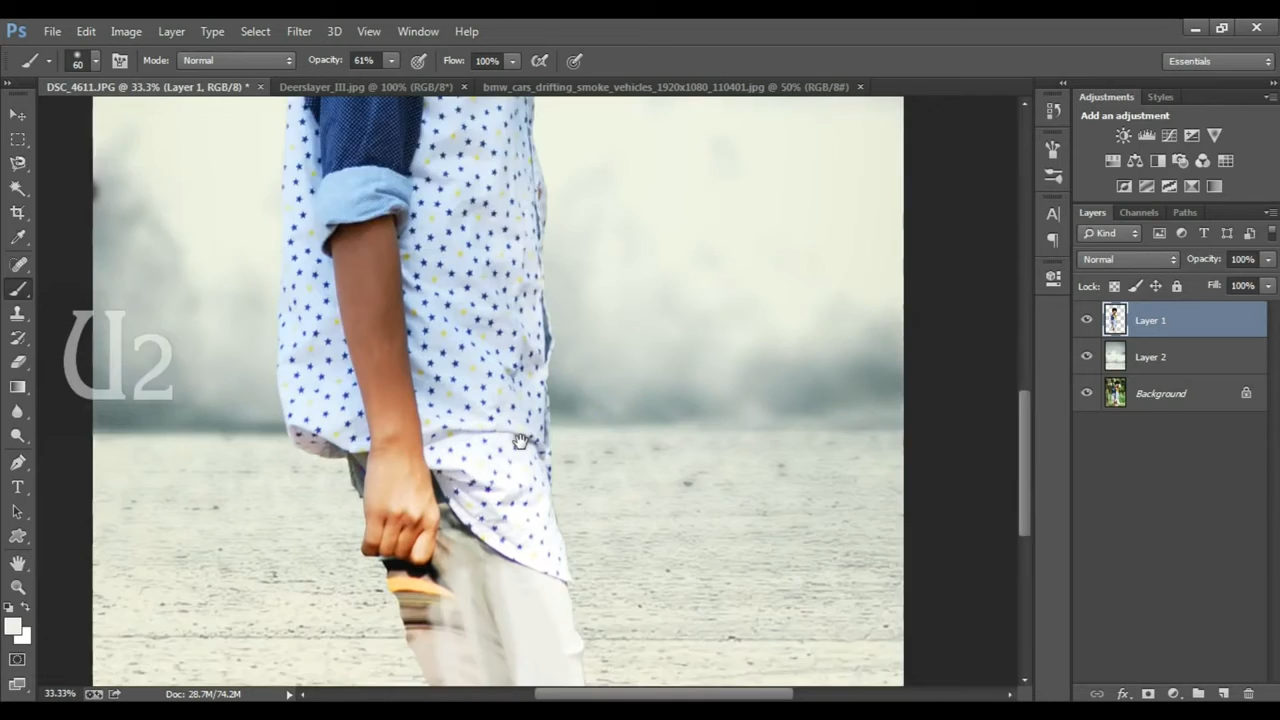 Ps File Edit Image Layer Type Select Filter 3D View Window Help
60 Mode: Normal Opacity: 61% Flow: 100% Essentials
DSC_4611.JPG @ 33.3% (Layer 1, RGB/8) * × Deerslayer_III.jpg @ 100% (RGB/8*) × bmw_cars_drifting_smoke_vehicles_1920x1080_110401.jpg @ 50% (RGB/8#) ×
Adjustments Styles
Add an adjustment
Layers Channels Paths
Kind
Normal Opacity: 100%
Lock: Fill: 100%
Layer 1
Layer 2
Background
U2
33.33% Doc: 28.7M/74.2M